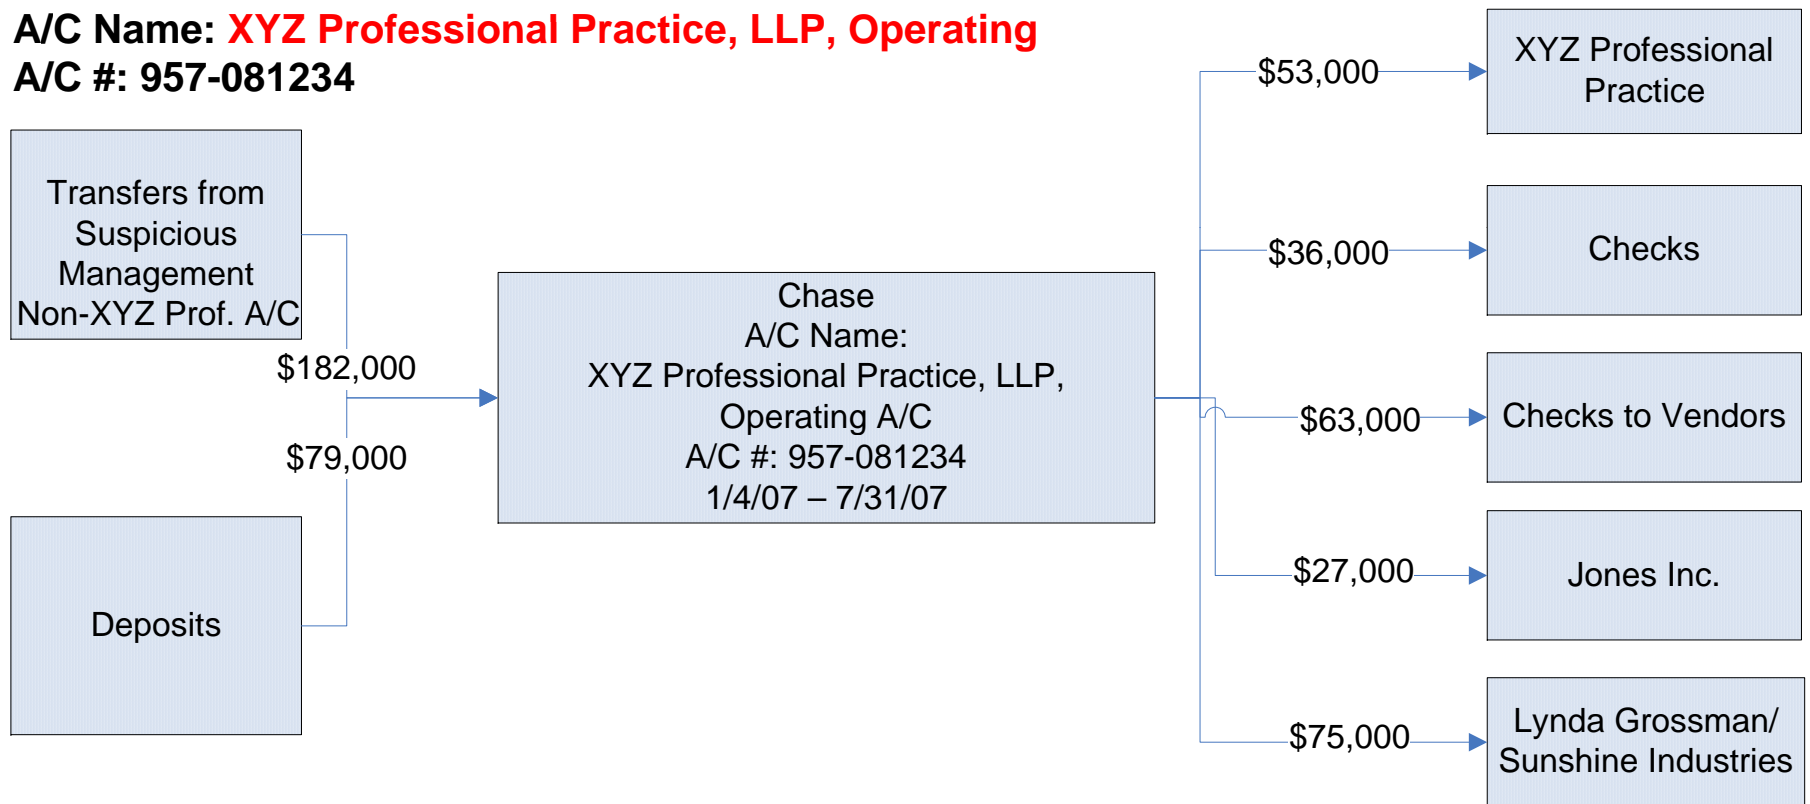 A/C Name: XYZ Professional Practice, LLP, Operating
A/C #: 957-081234
Transfers from
Suspicious
Management
Non-XYZ Prof. A/C
$182,000
$79,000
Deposits
Chase
A/C Name:
XYZ Professional Practice, LLP,
Operating A/C
A/C #: 957-081234
1/4/07 – 7/31/07
$53,000
XYZ Professional
Practice
$36,000
Checks
$63,000
Checks to Vendors
$27,000
Jones Inc.
$75,000
Lynda Grossman/
Sunshine Industries